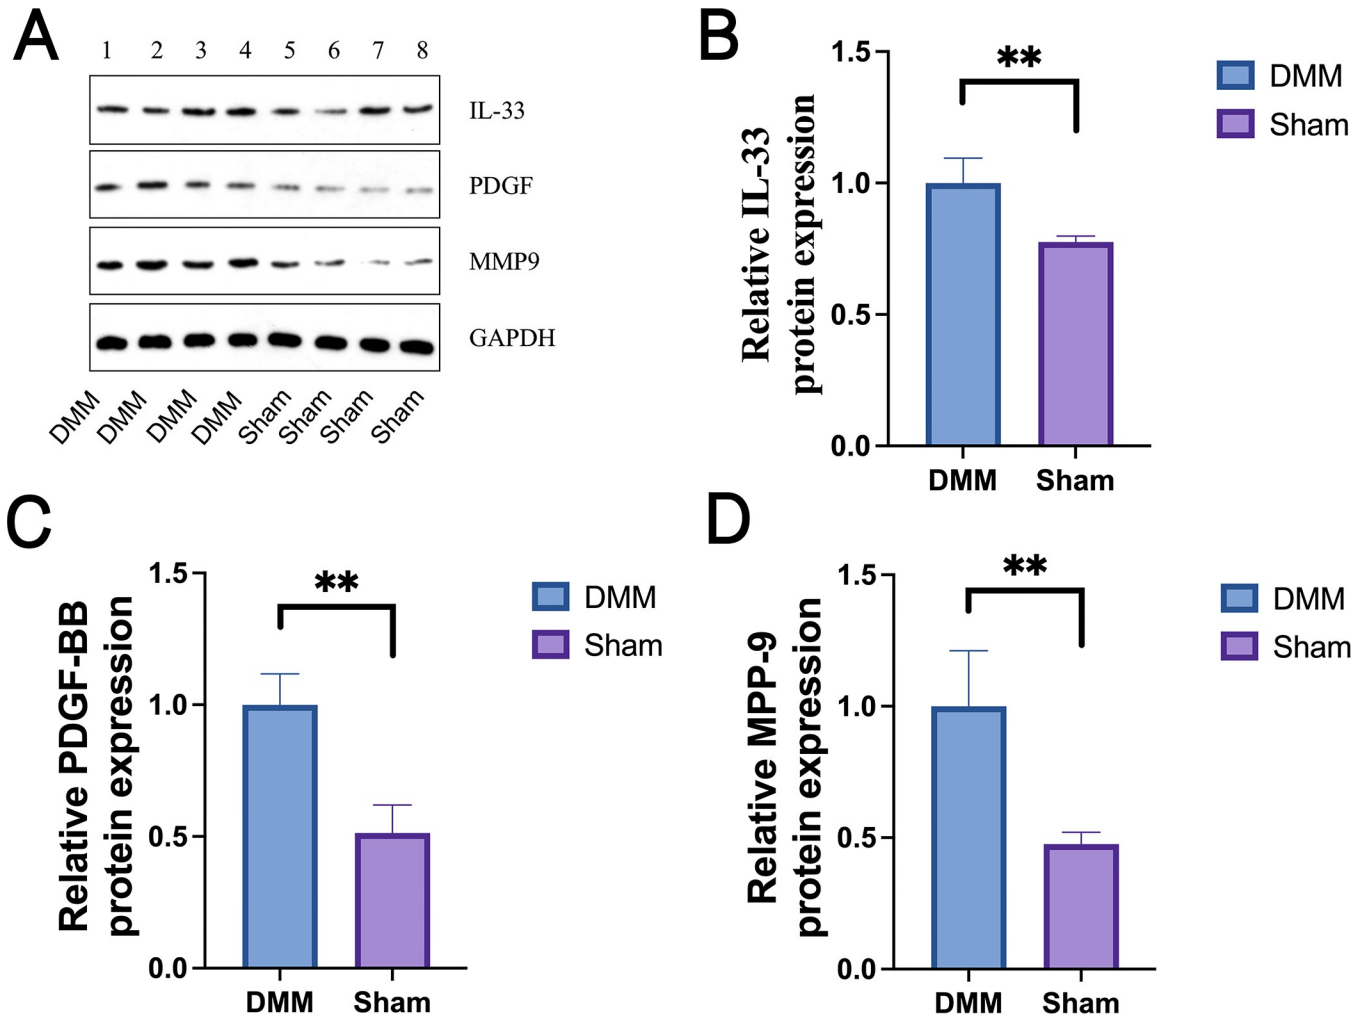 A
1 2 3 4 5 6 7 8
IL-33
PDGF
MMP9
GAPDH
DMM DMM DMM DMM Sham Sham Sham Sham
B
Relative IL-33
protein expression
1.5
1.0
0.5
0.0
**
DMM Sham
DMM
Sham
C
Relative PDGF-BB
protein expression
1.5
1.0
0.5
0.0
**
DMM Sham
DMM
Sham
D
Relative MPP-9
protein expression
1.5
1.0
0.5
0.0
**
DMM Sham
DMM
Sham